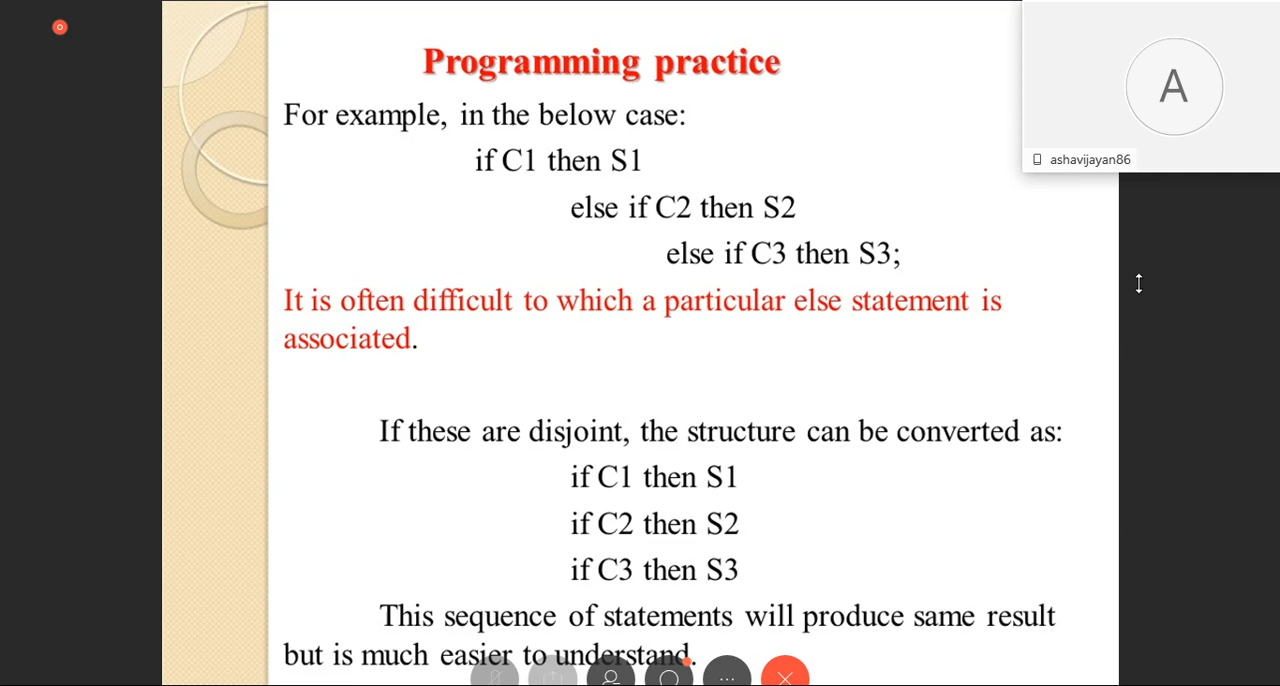 Programming practice
For example, in the below case:
if C1 then S1
else if C2 then S2
else if C3 then S3;
It is often difficult to which a particular else statement is
associated.
If these are disjoint, the structure can be converted as:
if C1 then S1
if C2 then S2
if C3 then S3
This sequence of statements will produce same result
but is much easier to understand.
A
ashavijayan86